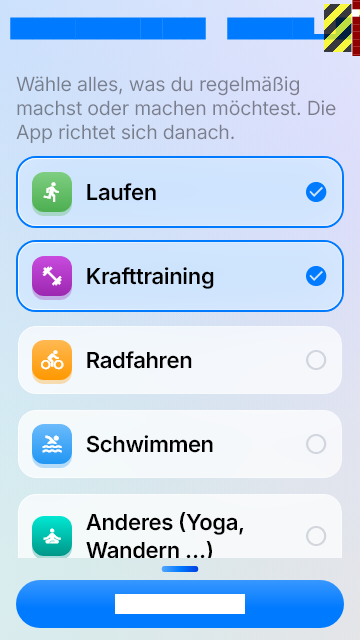 Wähle alles, was du regelmäßig
machst oder machen möchtest. Die
App richtet sich danach.
Laufen
Krafttraining
Radfahren
Schwimmen
Anderes (Yoga,
Wandern ...)